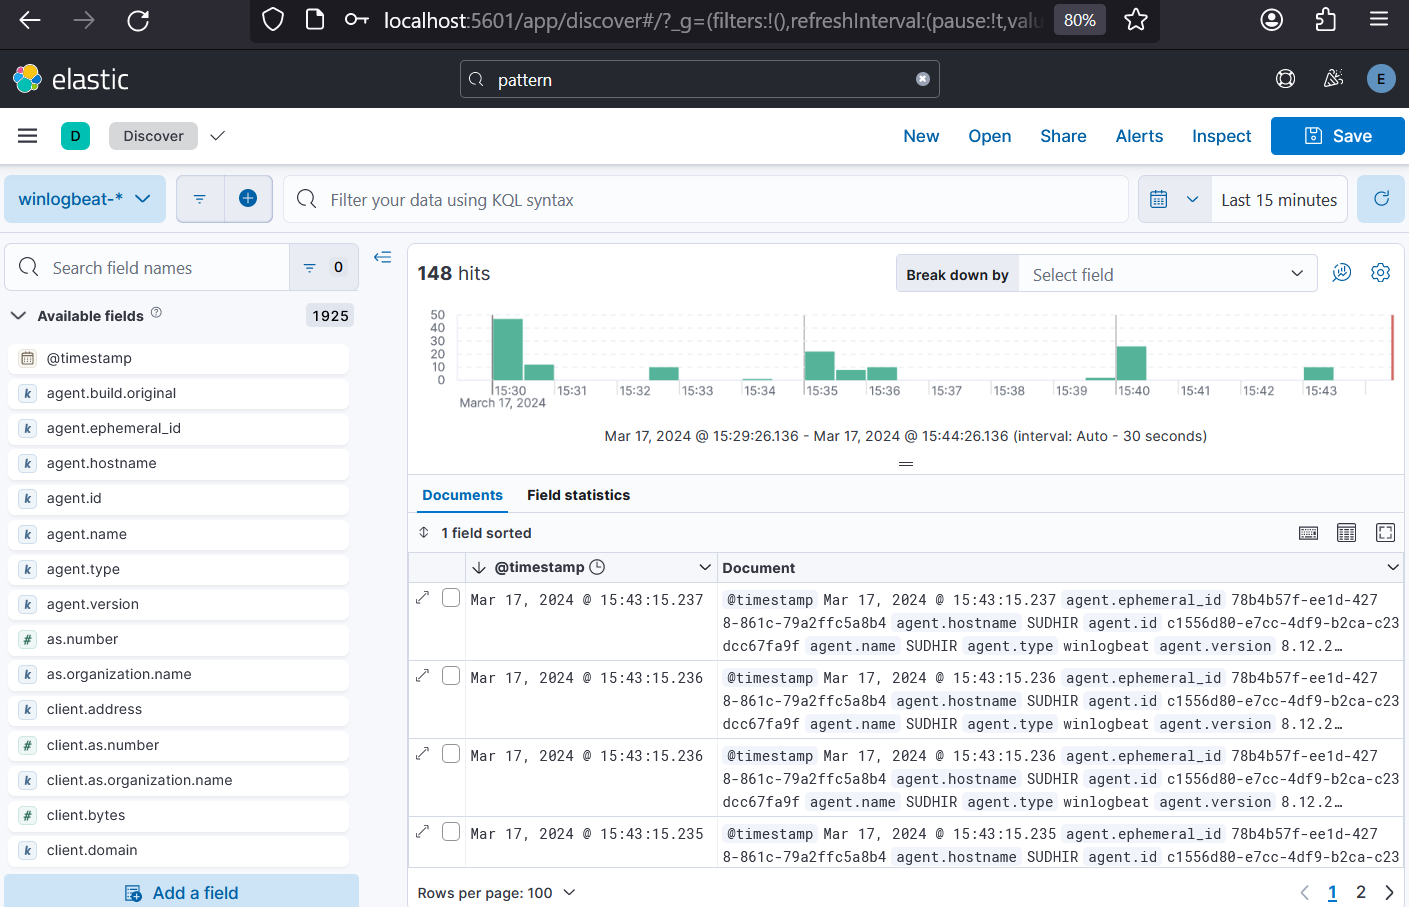 localhost:5601/app/discover#/?_g=(filters:!(),refreshInterval:(pause:!t,valu
80%
elastic
pattern
E
D
Discover
New
Open
Share
Alerts
Inspect
Save
winlogbeat-*
Filter your data using KQL syntax
Last 15 minutes
Search field names
0
Available fields
1925
@timestamp
k agent.build.original
k agent.ephemeral_id
k agent.hostname
k agent.id
k agent.name
k agent.type
k agent.version
# as.number
k as.organization.name
k client.address
# client.as.number
k client.as.organization.name
# client.bytes
k client.domain
Add a field
148 hits
Break down by
Select field
50
40
30
20
10
0
15:30
15:31
15:32
15:33
15:34
15:35
15:36
15:37
15:38
15:39
15:40
15:41
15:42
15:43
March 17, 2024
Mar 17, 2024 @ 15:29:26.136 - Mar 17, 2024 @ 15:44:26.136 (interval: Auto - 30 seconds)
Documents
Field statistics
1 field sorted
@timestamp
Document
Mar 17, 2024 @ 15:43:15.237
@timestamp Mar 17, 2024 @ 15:43:15.237 agent.ephemeral_id 78b4b57f-ee1d-427
8-861c-79a2ffc5a8b4 agent.hostname SUDHIR agent.id c1556d80-e7cc-4df9-b2ca-c23
dcc67fa9f agent.name SUDHIR agent.type winlogbeat agent.version 8.12.2…
Mar 17, 2024 @ 15:43:15.236
@timestamp Mar 17, 2024 @ 15:43:15.236 agent.ephemeral_id 78b4b57f-ee1d-427
8-861c-79a2ffc5a8b4 agent.hostname SUDHIR agent.id c1556d80-e7cc-4df9-b2ca-c23
dcc67fa9f agent.name SUDHIR agent.type winlogbeat agent.version 8.12.2…
Mar 17, 2024 @ 15:43:15.236
@timestamp Mar 17, 2024 @ 15:43:15.236 agent.ephemeral_id 78b4b57f-ee1d-427
8-861c-79a2ffc5a8b4 agent.hostname SUDHIR agent.id c1556d80-e7cc-4df9-b2ca-c23
dcc67fa9f agent.name SUDHIR agent.type winlogbeat agent.version 8.12.2…
Mar 17, 2024 @ 15:43:15.235
@timestamp Mar 17, 2024 @ 15:43:15.235 agent.ephemeral_id 78b4b57f-ee1d-427
8-861c-79a2ffc5a8b4 agent.hostname SUDHIR agent.id c1556d80-e7cc-4df9-b2ca-c23
Rows per page: 100
1
2